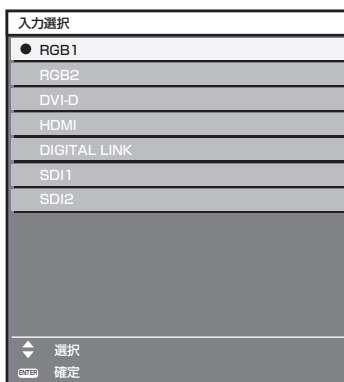 入力選択
RGB1
RGB2
DVI-D
HDMI
DIGITAL LINK
SDI1
SDI2
選択
ENTER 確定